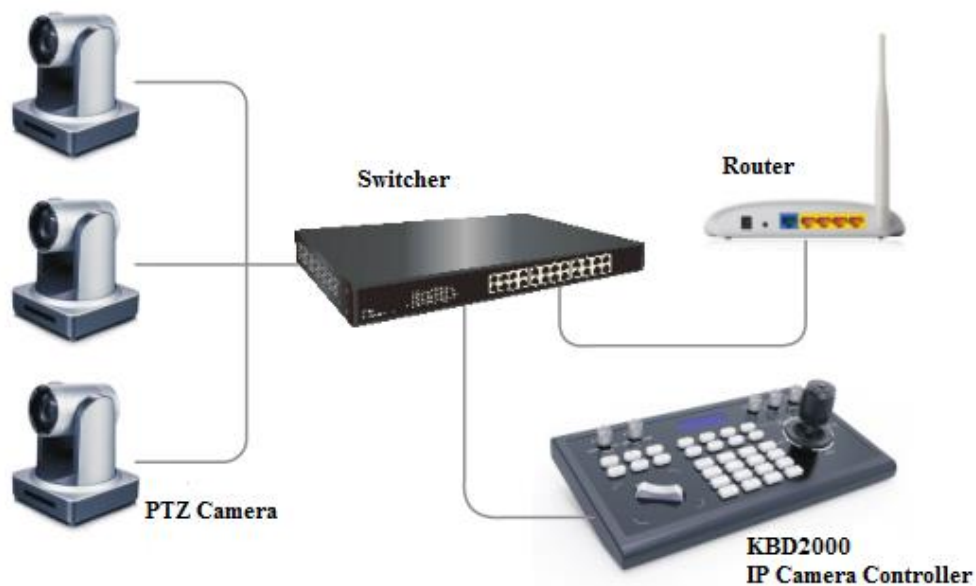 Switcher
Router
PTZ Camera
KBD2000
IP Camera Controller